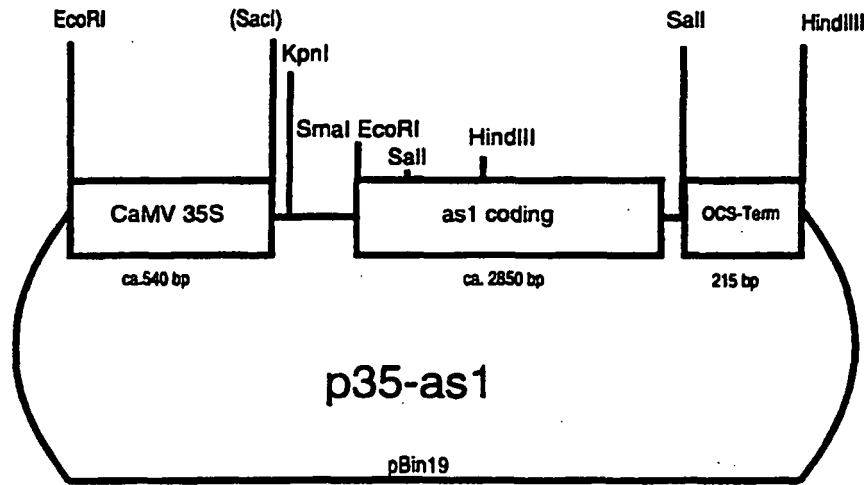 EcoRI
(SacI)
KpnI
SalI
HindIIII
SmaI EcoRI
SalI
HindIII
CaMV 35S
as1 coding
OCS-Term
ca.540 bp
ca. 2850 bp
215 bp
p35-as1
pBin19